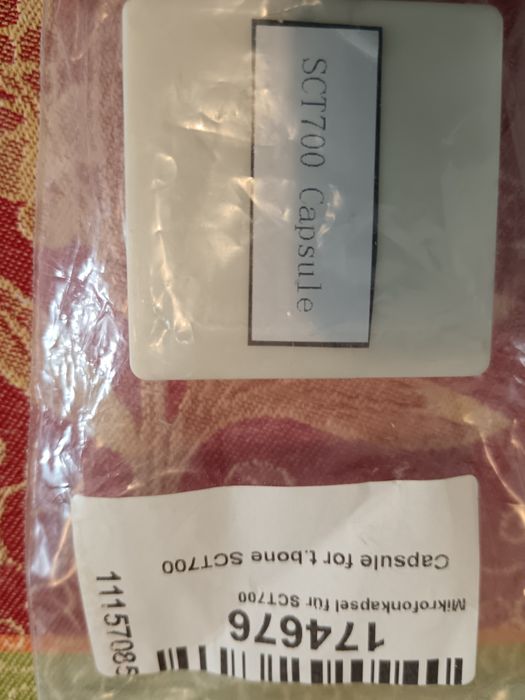 SCT700 Capsule
174676
Mikrofonkapsel für SCT700
Capsule for t.bone SCT700
11157085